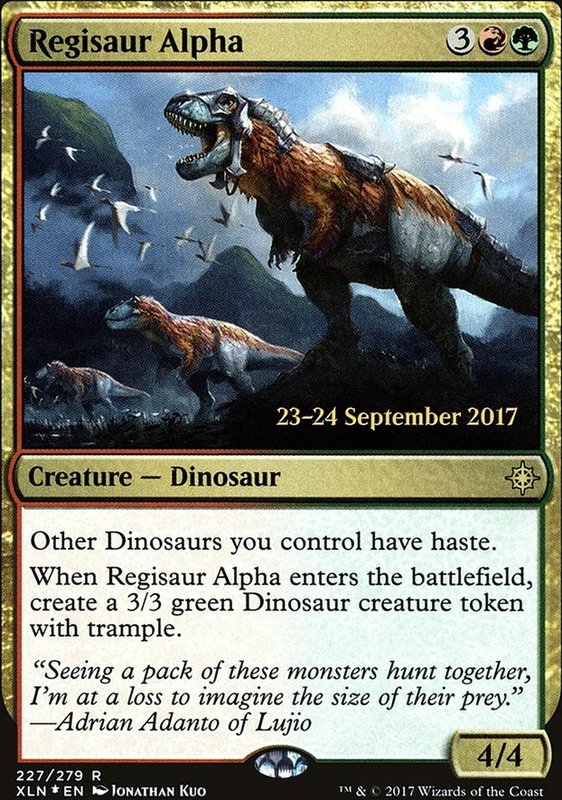 Regisaur Alpha
3
23–24 September 2017
Creature — Dinosaur
Other Dinosaurs you control have haste.
When Regisaur Alpha enters the battlefield,
create a 3/3 green Dinosaur creature token
with trample.
“Seeing a pack of these monsters hunt together,
I’m at a loss to imagine the size of their prey.”
—Adrian Adanto of Lujio
4/4
227/279 R
XLN★EN Jonathan Kuo
™ & © 2017 Wizards of the Coast